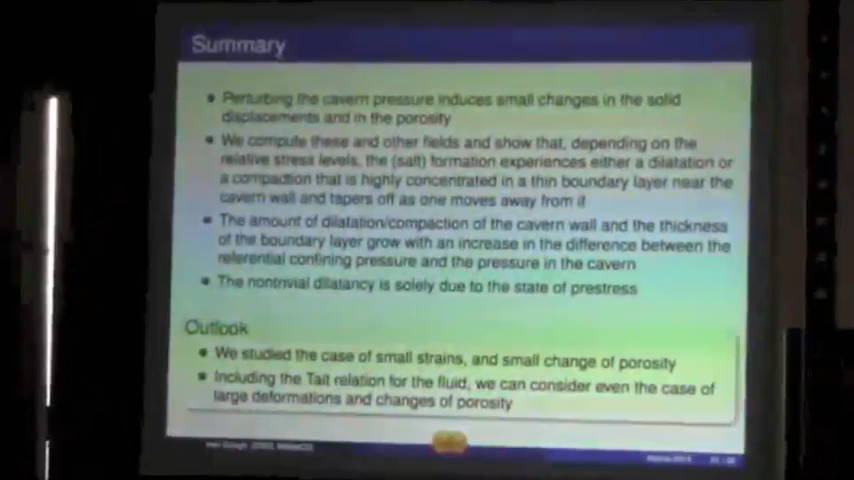 Summary
Perturbing the cavern pressure induces small changes in the solid
displacements and in the porosity
We compute these and other fields and show that, depending on the
relative stress levels, the (salt) formation experiences either a dilatation or
a compaction that is highly concentrated in a thin boundary layer near the
cavern wall and tapers off as one moves away from it
The amount of dilatation/compaction of the cavern wall and the thickness
of the boundary layer grow with an increase in the difference between the
referential confining pressure and the pressure in the cavern
The nontrivial dilatancy is solely due to the state of prestress
Outlook
We studied the case of small strains, and small change of porosity
Including the Tait relation for the fluid, we can consider even the case of
large deformations and changes of porosity